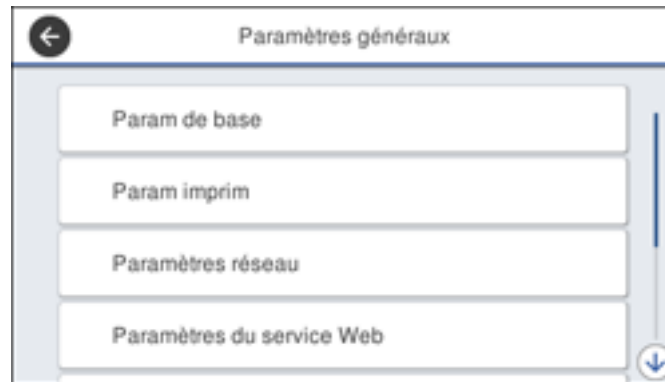 Paramètres généraux
Param de base
Param imprim
Paramètres réseau
Paramètres du service Web